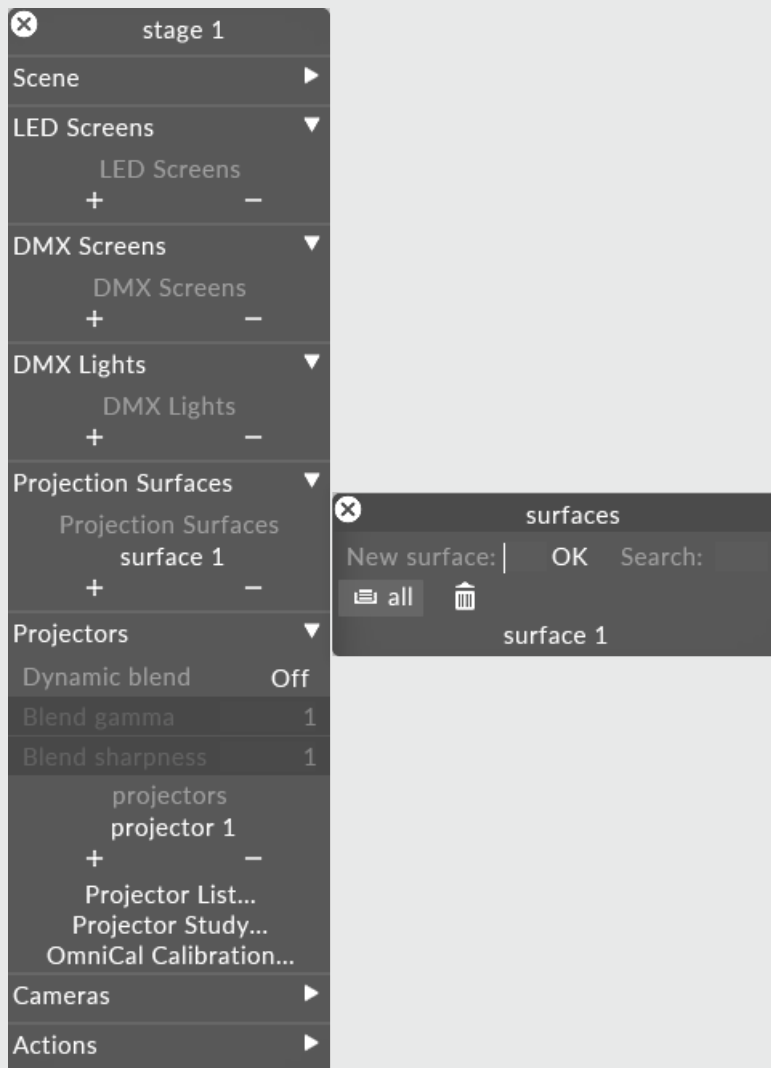 stage 1
Scene
LED Screens
LED Screens
+ −
DMX Screens
DMX Screens
+ −
DMX Lights
DMX Lights
+ −
Projection Surfaces
Projection Surfaces
surface 1
+ −
Projectors
Dynamic blend Off
Blend gamma 1
Blend sharpness 1
projectors
projector 1
+ −
Projector List...
Projector Study...
OmniCal Calibration...
Cameras
Actions
surfaces
New surface: OK Search:
all
surface 1